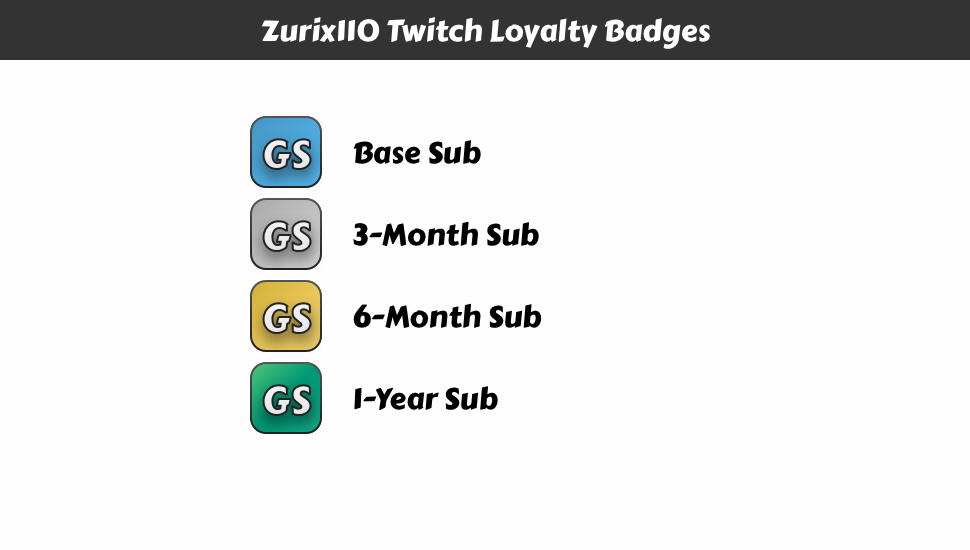 Zurix110 Twitch Loyalty Badges
GS Base Sub
GS 3-Month Sub
GS 6-Month Sub
GS 1-Year Sub